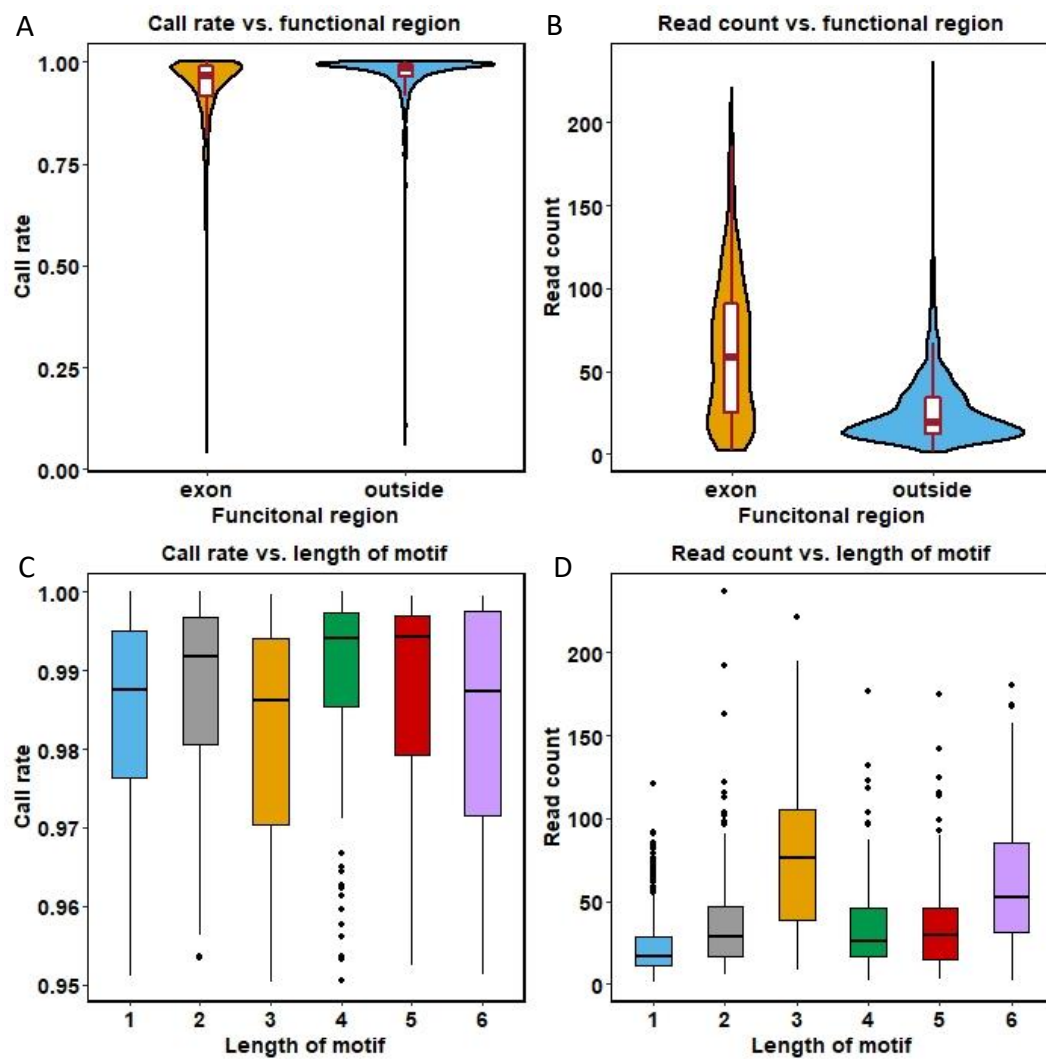 A
Call rate vs. functional region
1.00
0.75
0.50
0.25
0.00
Call rate
exon outside
Funcitonal region
B
Read count vs. functional region
200
150
100
50
0
Read count
exon outside
Funcitonal region
C
Call rate vs. length of motif
1.00
0.99
0.98
0.97
0.96
0.95
Call rate
1 2 3 4 5 6
Length of motif
D
Read count vs. length of motif
200
150
100
50
0
Read count
1 2 3 4 5 6
Length of motif